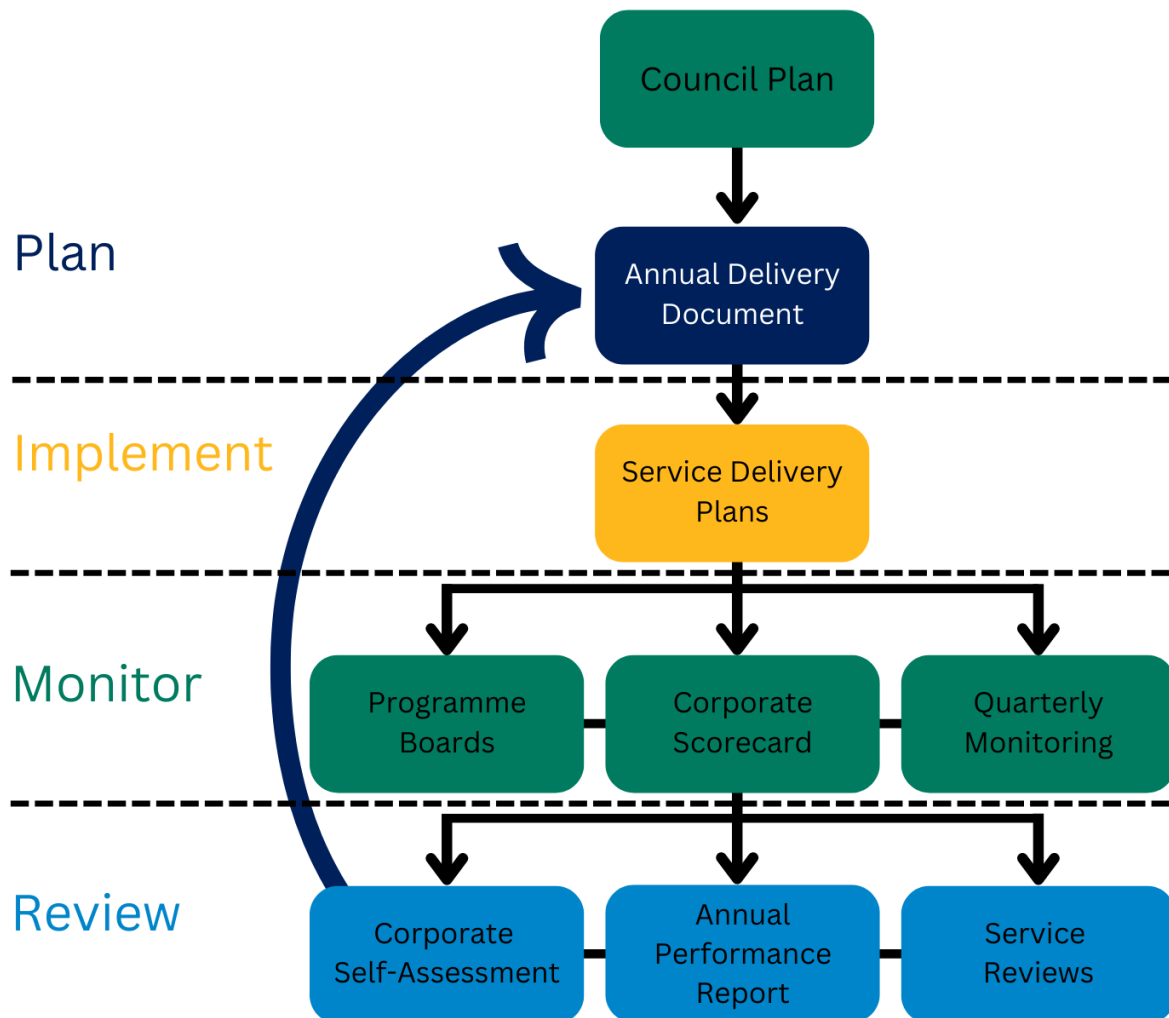 Council Plan
Plan
Annual Delivery
Document
Implement
Service Delivery
Plans
Monitor
Programme
Boards
Corporate
Scorecard
Quarterly
Monitoring
Review
Corporate
Self-Assessment
Annual
Performance
Report
Service
Reviews